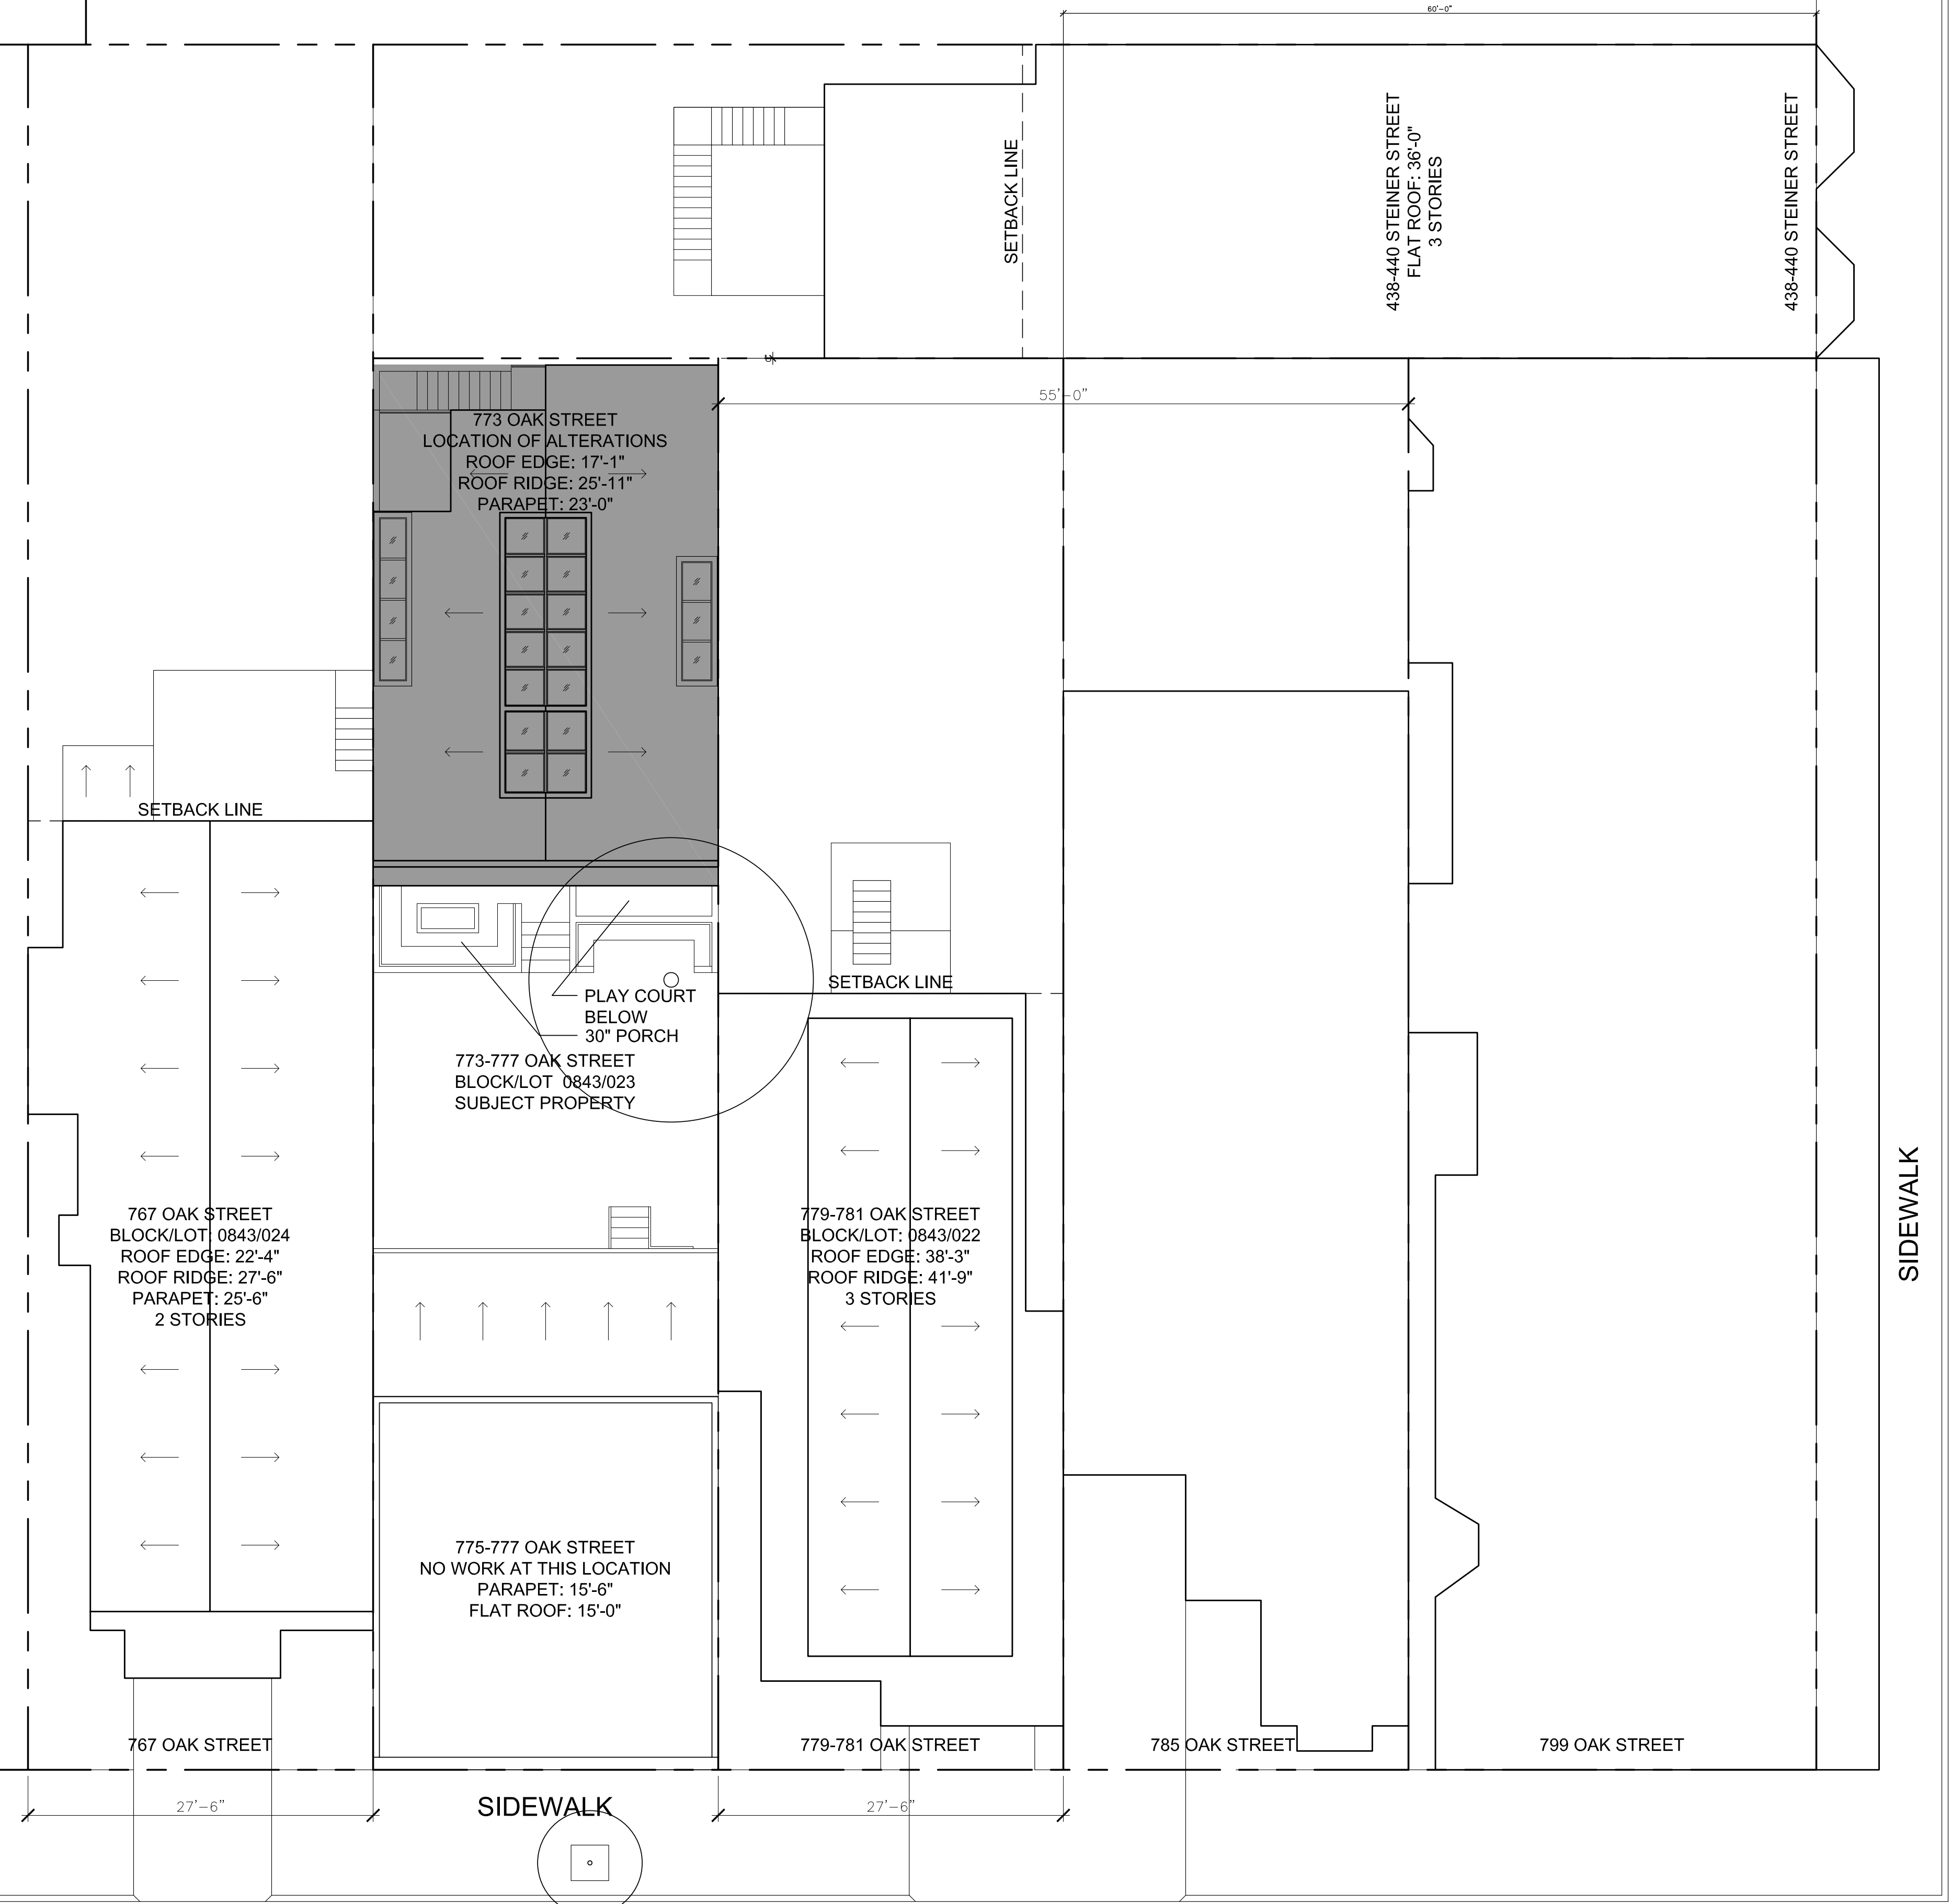 60'-0"
SETBACK LINE
438-440 STEINER STREET
FLAT ROOF: 36'-0"
3 STORIES
438-440 STEINER STREET
55'-0"
773 OAK STREET
LOCATION OF ALTERATIONS
ROOF EDGE: 17'-1"
ROOF RIDGE: 25'-11"
PARAPET: 23'-0"
SETBACK LINE
SETBACK LINE
PLAY COURT
BELOW
30" PORCH
773-777 OAK STREET
BLOCK/LOT 0843/023
SUBJECT PROPERTY
767 OAK STREET
BLOCK/LOT: 0843/024
ROOF EDGE: 22'-4"
ROOF RIDGE: 27'-6"
PARAPET: 25'-6"
2 STORIES
779-781 OAK STREET
BLOCK/LOT: 0843/022
ROOF EDGE: 38'-3"
ROOF RIDGE: 41'-9"
3 STORIES
SIDEWALK
775-777 OAK STREET
NO WORK AT THIS LOCATION
PARAPET: 15'-6"
FLAT ROOF: 15'-0"
767 OAK STREET
779-781 OAK STREET
785 OAK STREET
799 OAK STREET
27'-6"
SIDEWALK
27'-6"